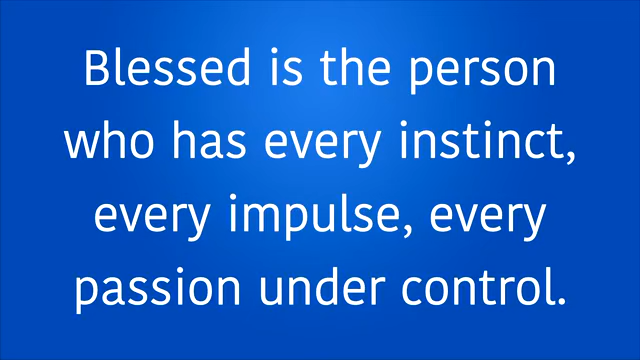 Blessed is the person
who has every instinct,
every impulse, every
passion under control.